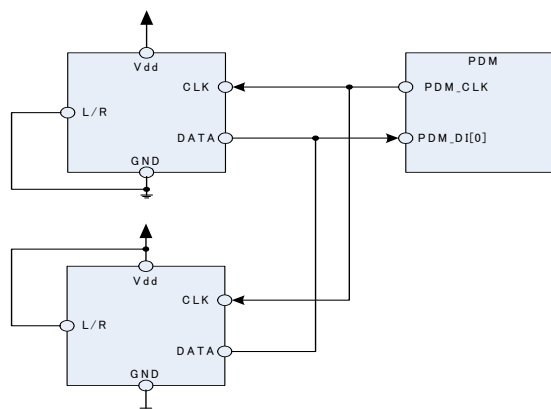 Vdd
CLK
L/R
DATA
GND
PDM
PDM_CLK
PDM_DI[0]
Vdd
CLK
L/R
DATA
GND